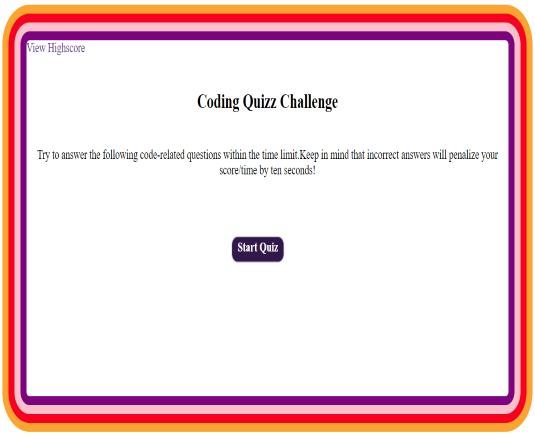 View Highscore
Coding Quizz Challenge
Try to answer the following code-related questions within the time limit.Keep in mind that incorrect answers will penalize your
score/time by ten seconds!
Start Quiz